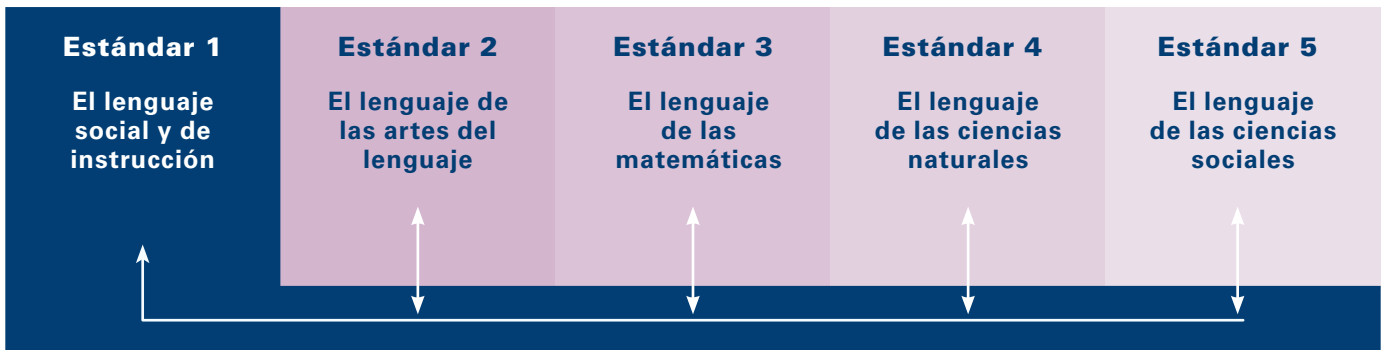 Estándar 1
El lenguaje
social y de
instrucción
Estándar 2
El lenguaje de
las artes del
lenguaje
Estándar 3
El lenguaje
de las
matemáticas
Estándar 4
El lenguaje
de las ciencias
naturales
Estándar 5
El lenguaje
de las ciencias
sociales